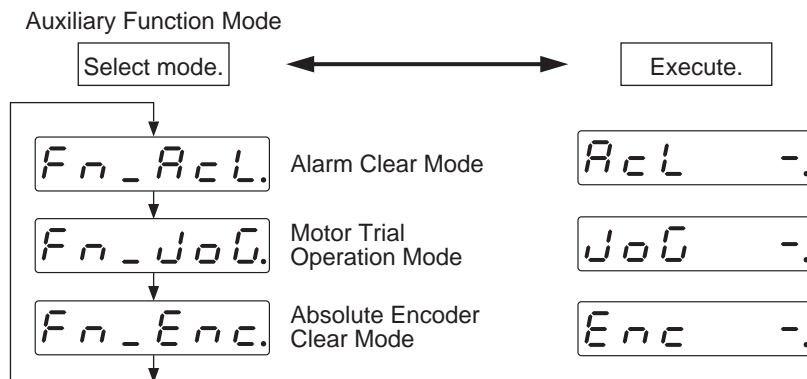 Auxiliary Function Mode
Select mode.
Execute.
Fn_AcL.
Alarm Clear Mode
AcL -.
Fn_JoG.
Motor Trial
Operation Mode
JoG -.
Fn_Enc.
Absolute Encoder
Clear Mode
Enc -.